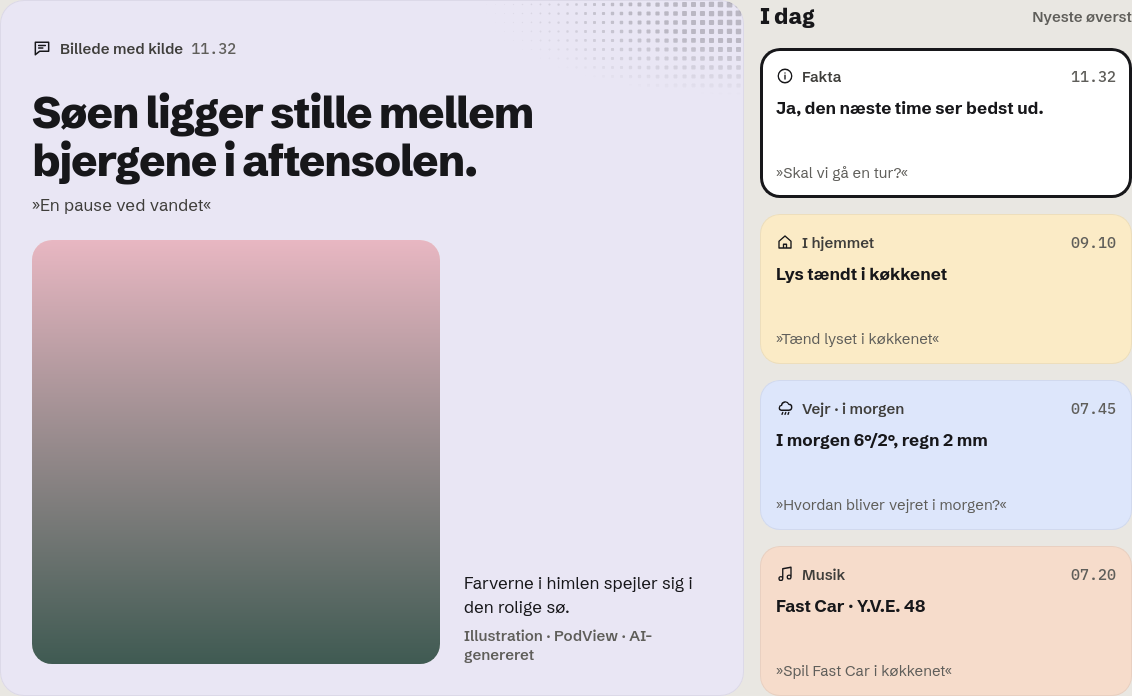 Billede med kilde 11.32
Søen ligger stille mellem
bjergene i aftensolen.
»En pause ved vandet«
Farverne i himlen spejler sig i
den rolige sø.
Illustration · PodView · AI-
genereret
I dag
Nyeste øverst
Fakta 11.32
Ja, den næste time ser bedst ud.
»Skal vi gå en tur?«
I hjemmet 09.10
Lys tændt i køkkenet
»Tænd lyset i køkkenet«
Vejr · i morgen 07.45
I morgen 6°/2°, regn 2 mm
»Hvordan bliver vejret i morgen?«
Musik 07.20
Fast Car · Y.V.E. 48
»Spil Fast Car i køkkenet«